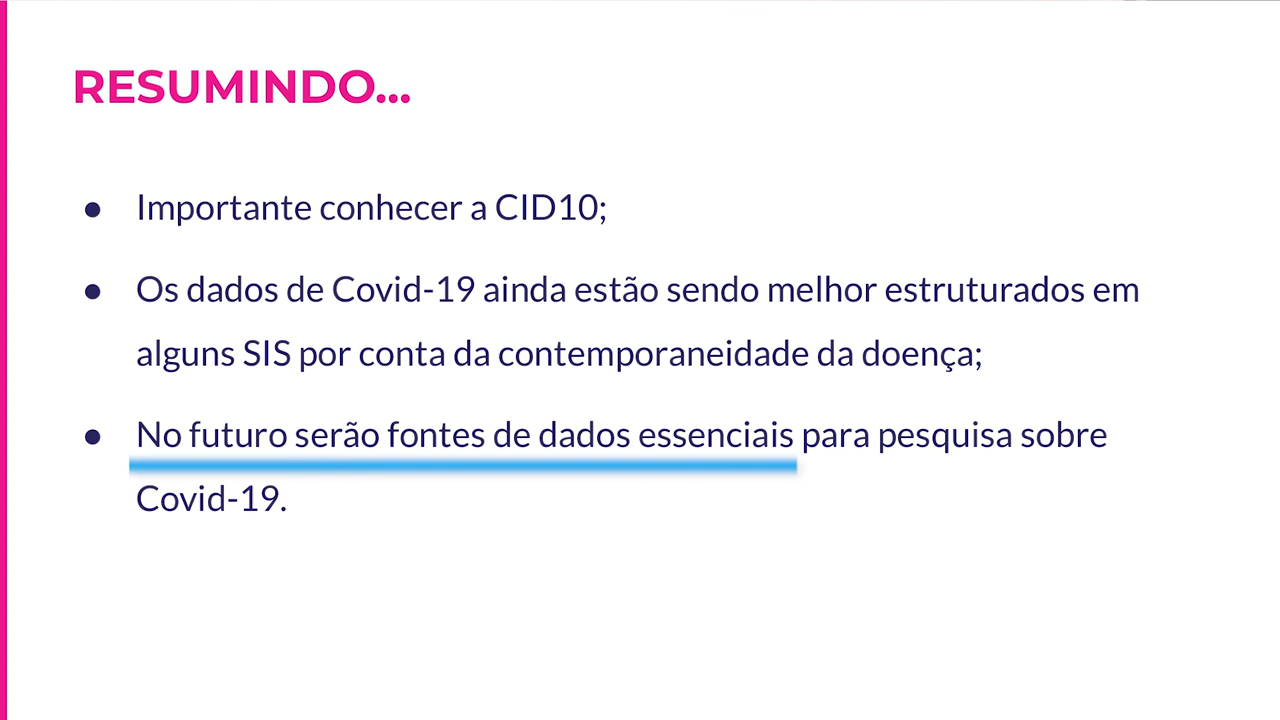 RESUMINDO...
● Importante conhecer a CID10;
● Os dados de Covid-19 ainda estão sendo melhor estruturados em
alguns SIS por conta da contemporaneidade da doença;
● No futuro serão fontes de dados essenciais para pesquisa sobre
Covid-19.